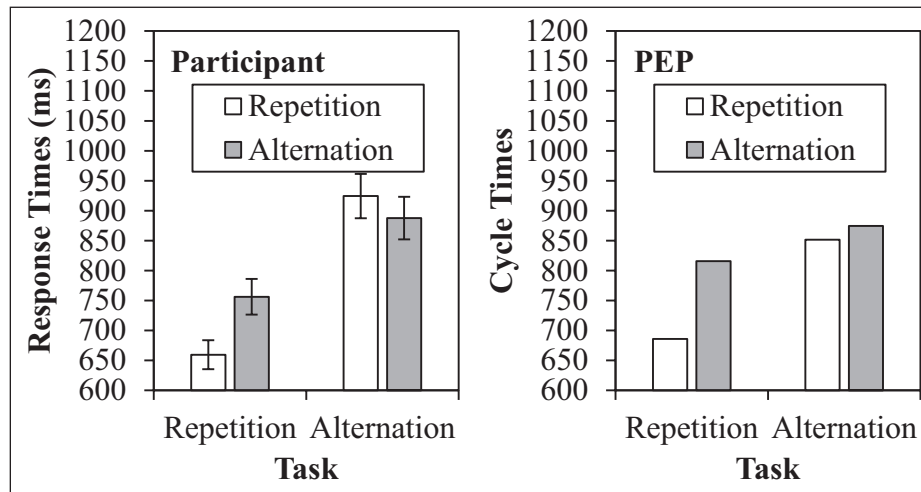 Response Times (ms)
1200
1150
1100
1050
1000
950
900
850
800
750
700
650
600
Participant
Repetition
Alternation
Repetition Alternation
Task
Cycle Times
1200
1150
1100
1050
1000
950
900
850
800
750
700
650
600
PEP
Repetition
Alternation
Repetition Alternation
Task